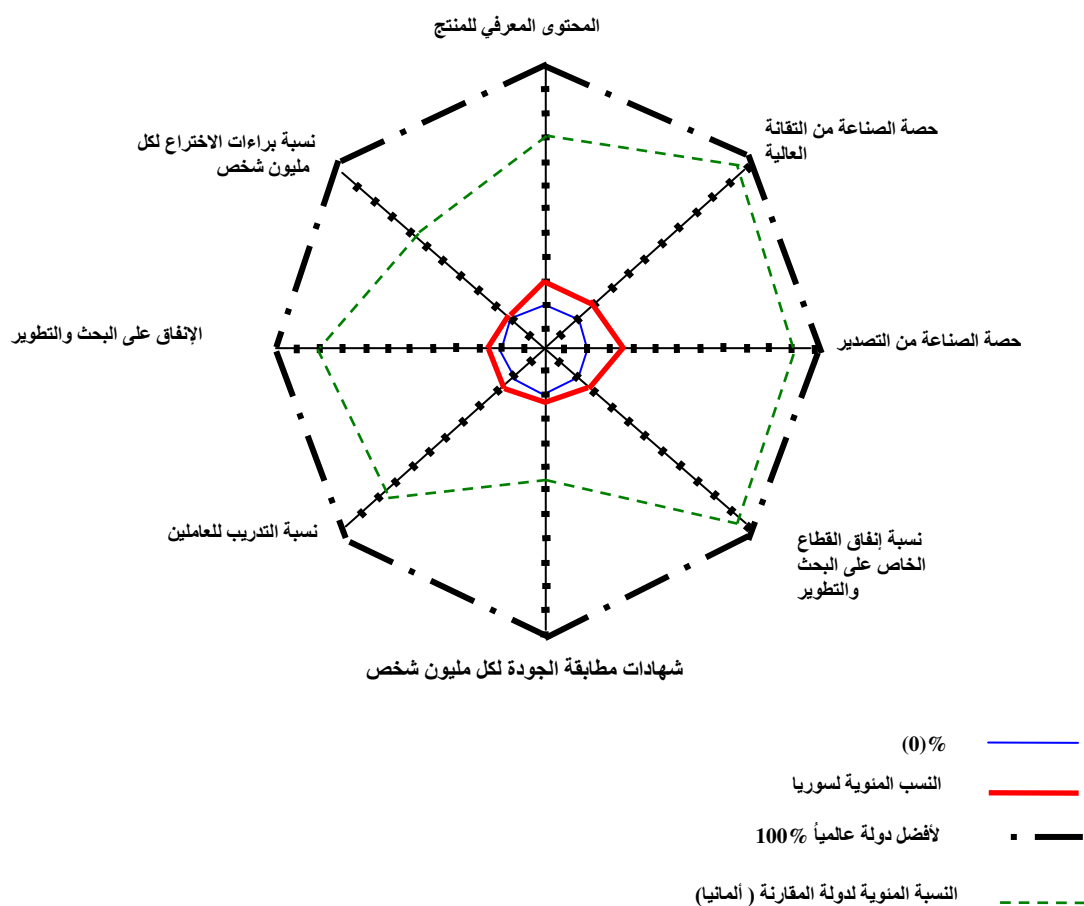 المحتوى المعرفي للمنتج
حصة الصناعة من التقانة
العالية
نسبة براءات الاختراع لكل
مليون شخص
حصة الصناعة من التصدير
الإنفاق على البحث والتطوير
نسبة التدريب للعاملين
نسبة إنفاق القطاع
الخاص على البحث
والتطوير
شهادات مطابقة الجودة لكل مليون شخص
%(0)
النسب المئوية لسوريا
لأفضل دولة عالمياُ %100
النسبة المئوية لدولة المقارنة ( ألمانيا)